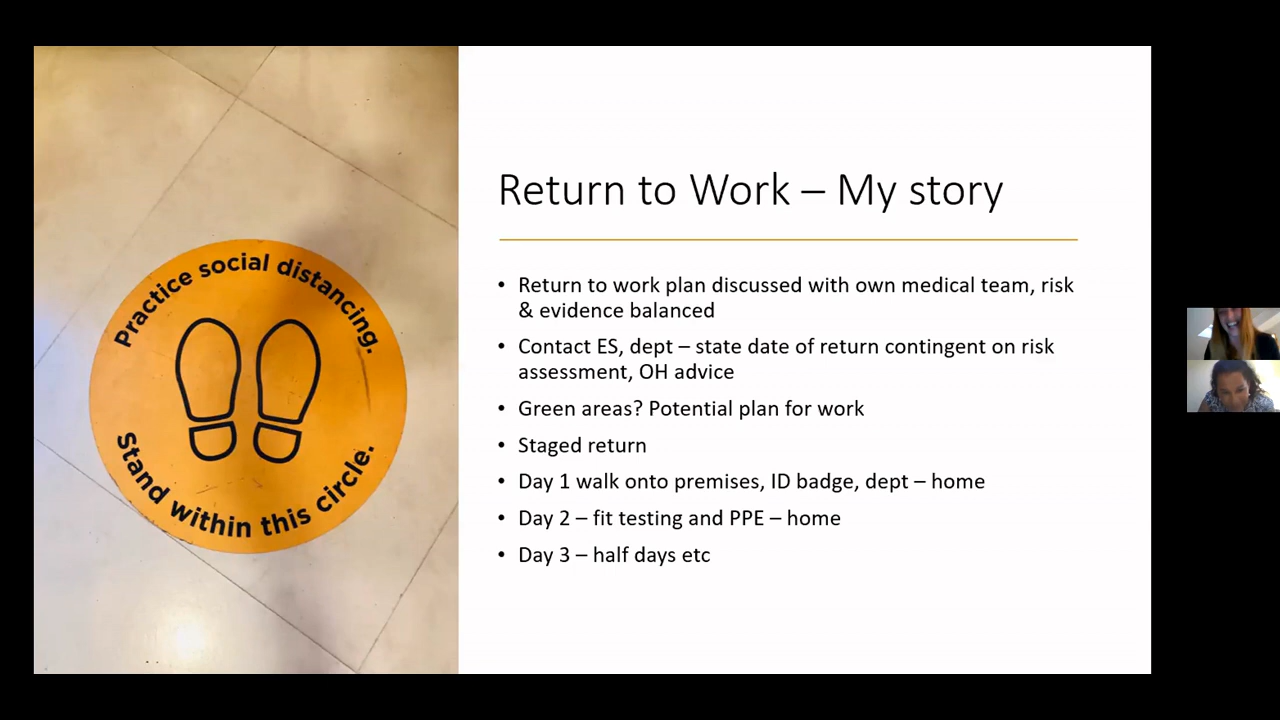 Practice social distancing.
Stand within this circle.
Return to Work – My story
• Return to work plan discussed with own medical team, risk
& evidence balanced
• Contact ES, dept – state date of return contingent on risk
assessment, OH advice
• Green areas? Potential plan for work
• Staged return
• Day 1 walk onto premises, ID badge, dept – home
• Day 2 – fit testing and PPE – home
• Day 3 – half days etc